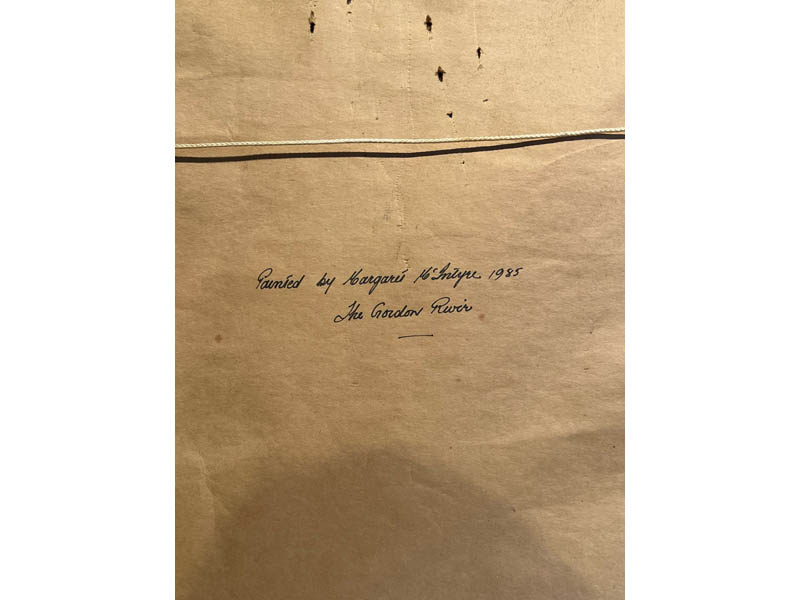 Painted by Margaret McIntyre 1985
The Gordon River